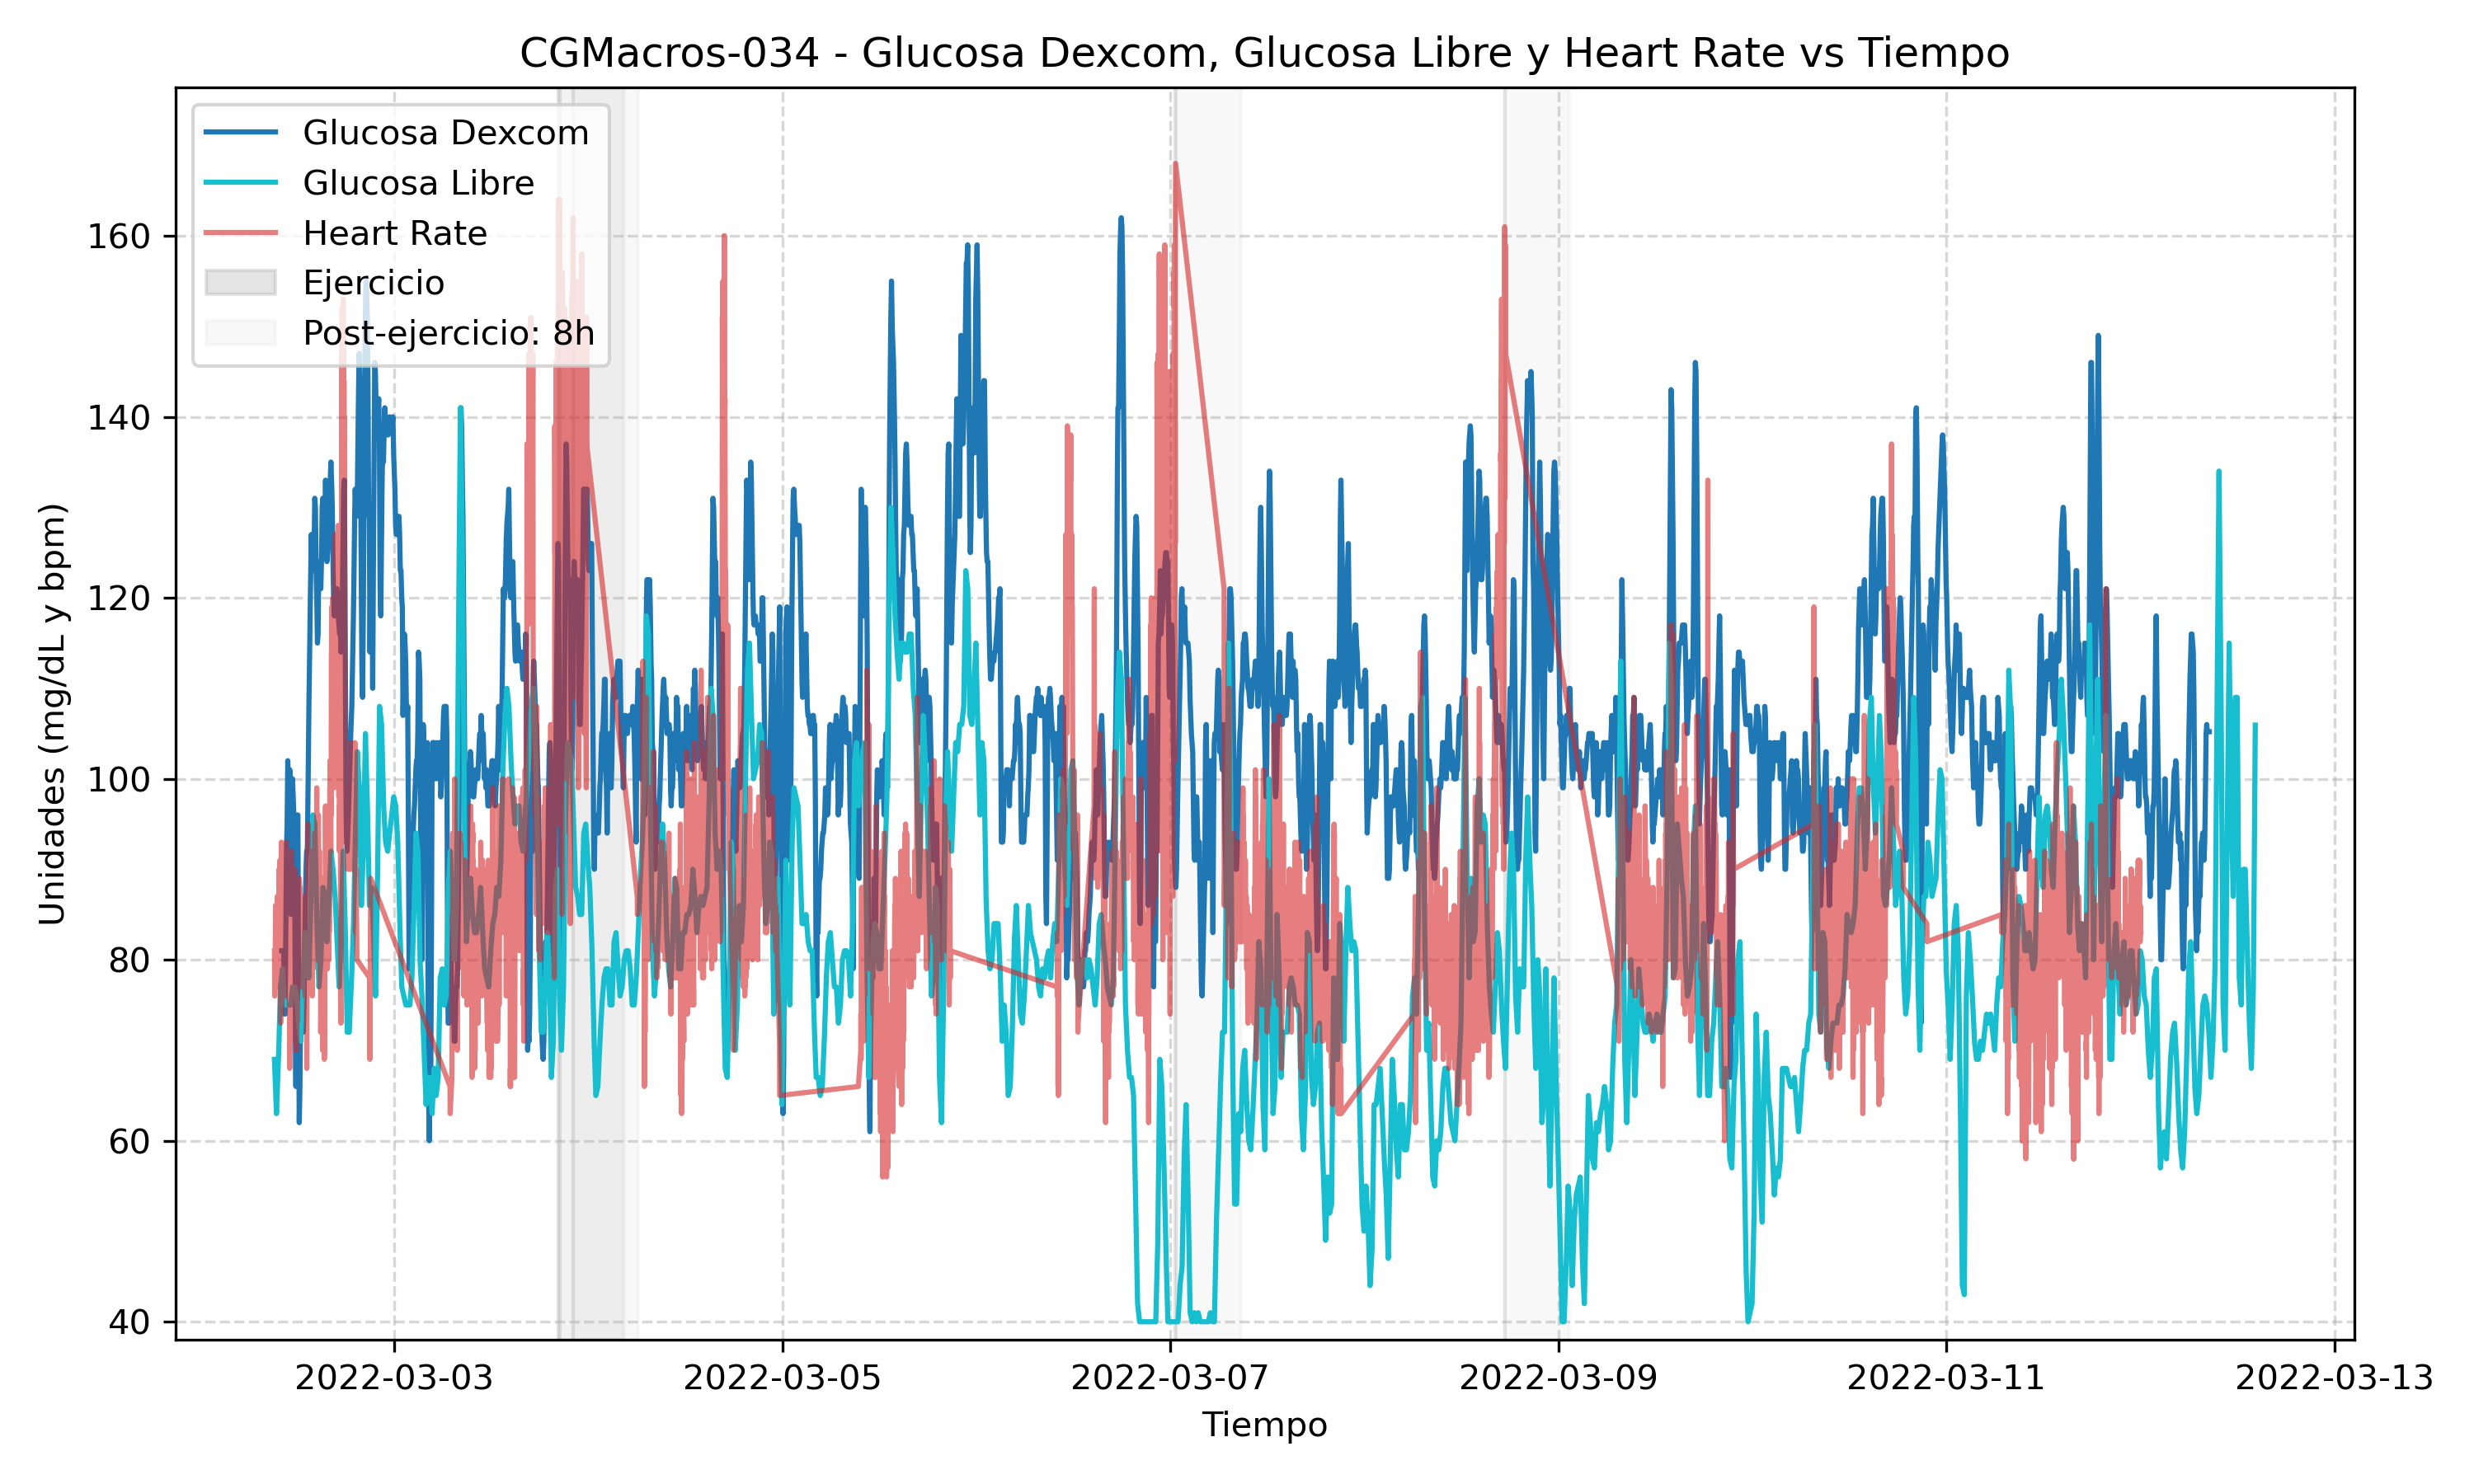 CGMacros-034 - Glucosa Dexcom, Glucosa Libre y Heart Rate vs Tiempo
Glucosa Dexcom
Glucosa Libre
Heart Rate
Ejercicio
Post-ejercicio: 8h
Unidades (mg/dL y bpm)
160
140
120
100
80
60
40
2022-03-03
2022-03-05
2022-03-07
2022-03-09
2022-03-11
2022-03-13
Tiempo